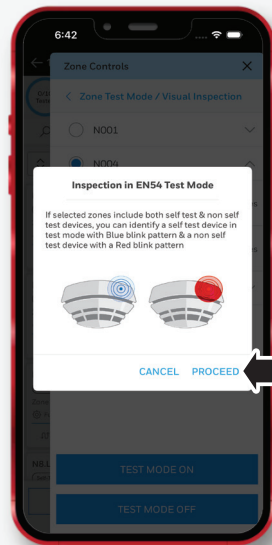 6:42
Zone Controls
Zone Test Mode / Visual Inspection
N001
N004
Inspection in EN54 Test Mode
If selected zones include both self test & non self
test devices, you can identify a self test device in
test mode with Blue blink pattern & a non self
test device with a Red blink pattern
CANCEL PROCEED
TEST MODE ON
TEST MODE OFF